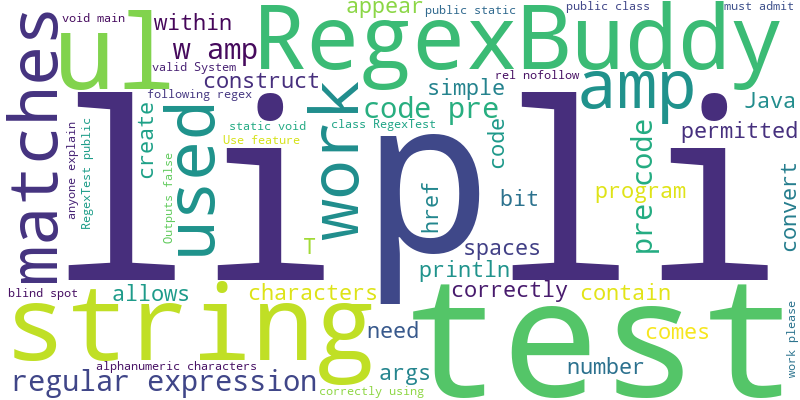 void main
within
appear
public static
public class
must admit
matches
ul
w amp
RegexBuddy
valid System
construct
following regex
simple
rel nofollow
amp
Java
li
p
li
used
work
code pre
create
static void
class RegexTest
Use feature
code
permitted
anyone explain
RegexTest public
Outputs false
T
href
bit
program
pre code
convert
spaces
println
blind spot
allows
characters
correctly
contain
string
test
need
comes
alphanumeric characters
regular expression
args
number
correctly using
work please